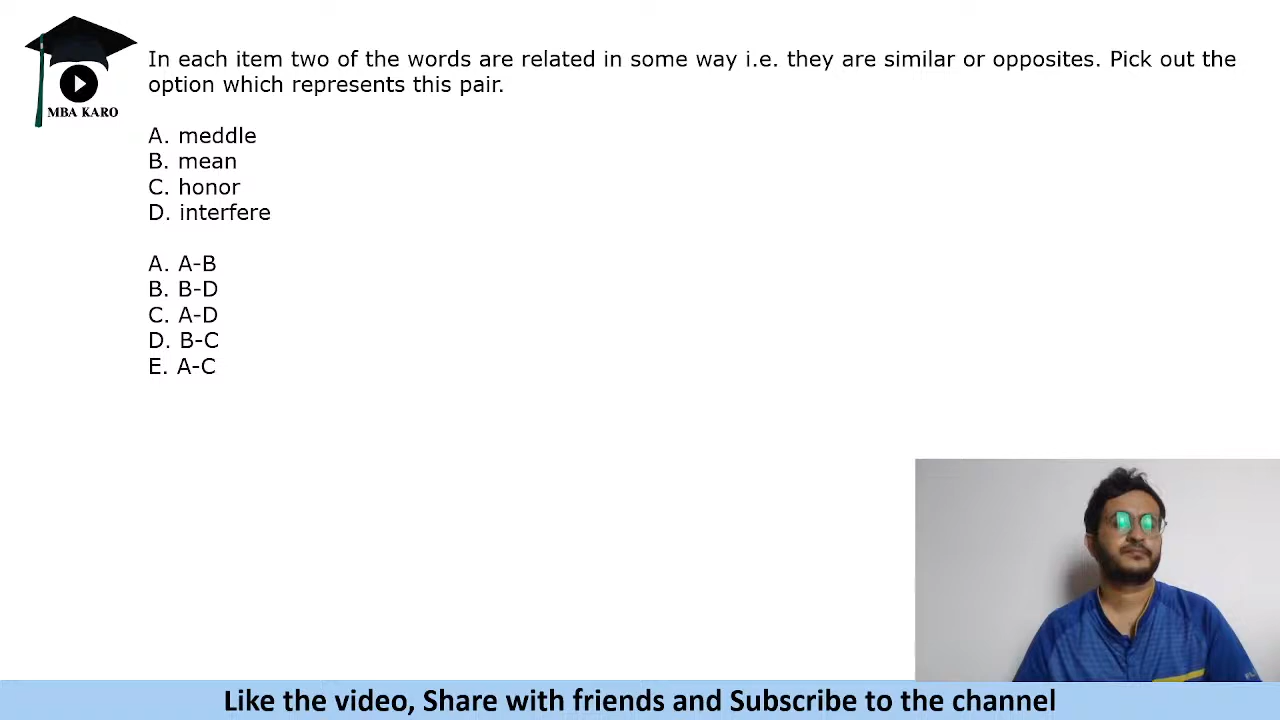 MBA KARO
In each item two of the words are related in some way i.e. they are similar or opposites. Pick out the
option which represents this pair.
A. meddle
B. mean
C. honor
D. interfere
A. A-B
B. B-D
C. A-D
D. B-C
E. A-C
Like the video, Share with friends and Subscribe to the channel